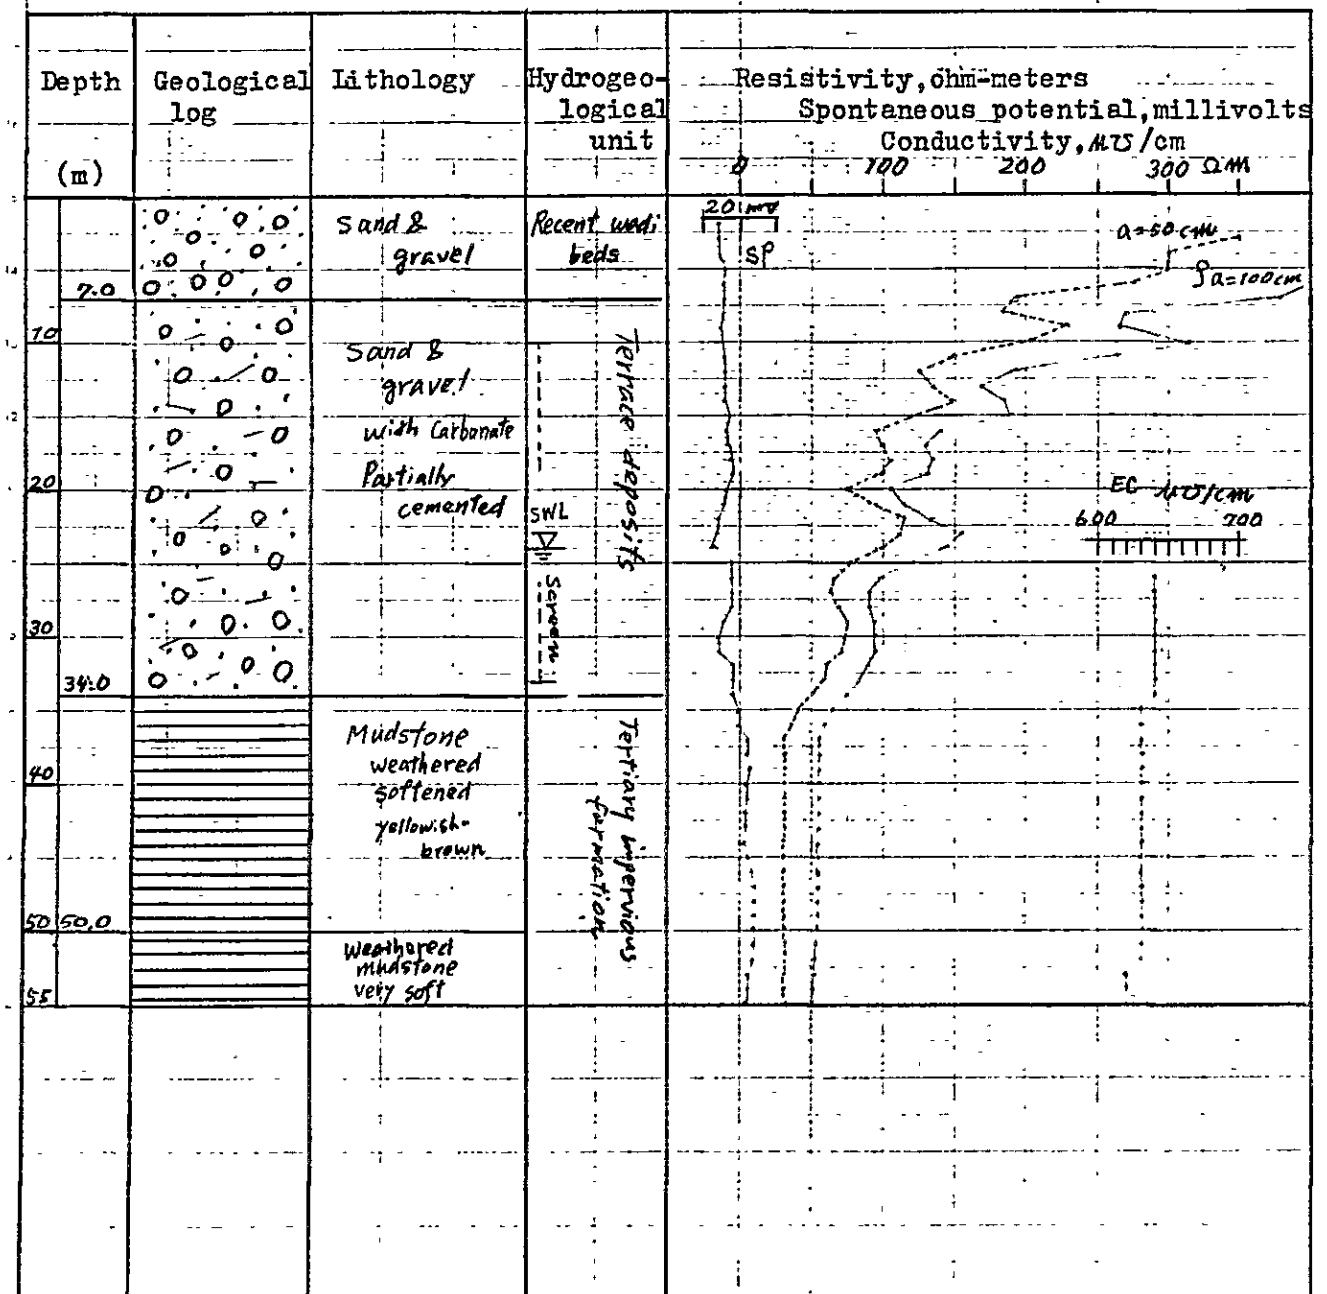 Depth
(m)
Geological
log
Lithology
Hydrogeo-
logical
unit
Resistivity, ohm-meters
Spontaneous potential, millivolts
Conductivity, μ℧/cm
0 100 200 300 Ωm
7.0
10
20
30
34.0
40
50 50.0
55
Sand &
gravel
Sand &
gravel
with Carbonate
Partially
cemented
Mudstone
weathered
softened
yellowish-
brown
weathered
mudstone
very soft
Recent wadi
beds
Terrace deposits
SWL
Screen
Tertiary impervious
formation
20 mv
SP
a=50cm
ρa=100cm
EC μ℧/cm
600 700